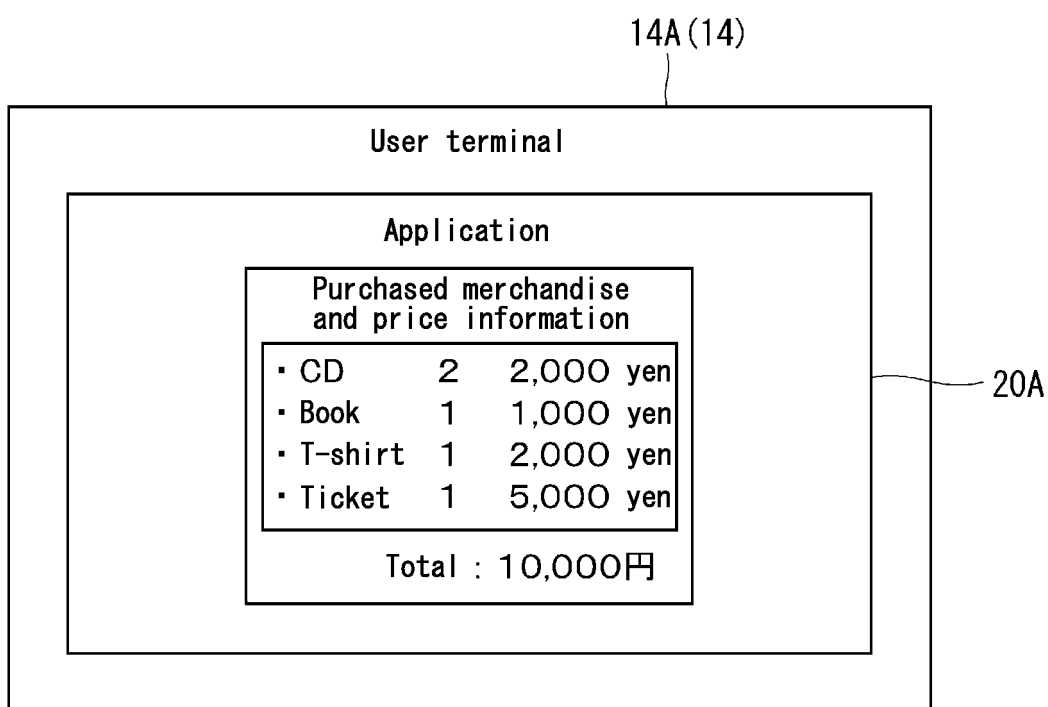 14A(14)
User terminal
Application
Purchased merchandise
and price information
・CD 2 2,000 yen
・Book 1 1,000 yen
・T-shirt 1 2,000 yen
・Ticket 1 5,000 yen
Total : 10,000円
20A